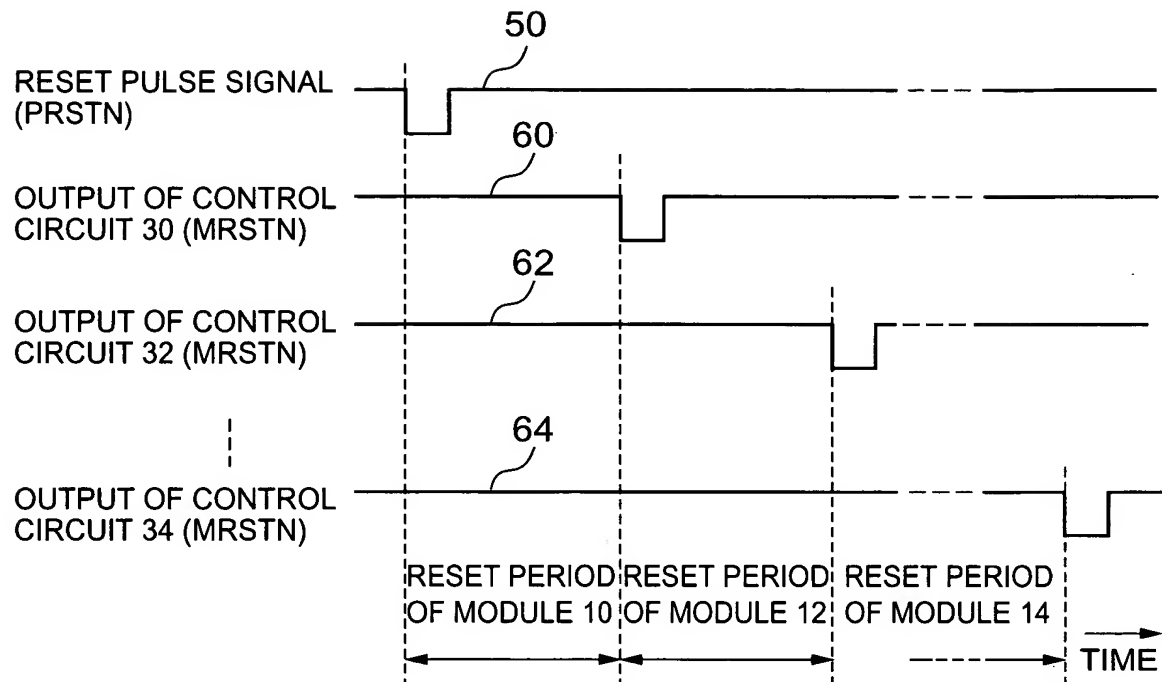 50
RESET PULSE SIGNAL
(PRSTN)
60
OUTPUT OF CONTROL
CIRCUIT 30 (MRSTN)
62
OUTPUT OF CONTROL
CIRCUIT 32 (MRSTN)
64
OUTPUT OF CONTROL
CIRCUIT 34 (MRSTN)
RESET PERIOD
OF MODULE 10
RESET PERIOD
OF MODULE 12
RESET PERIOD
OF MODULE 14
TIME